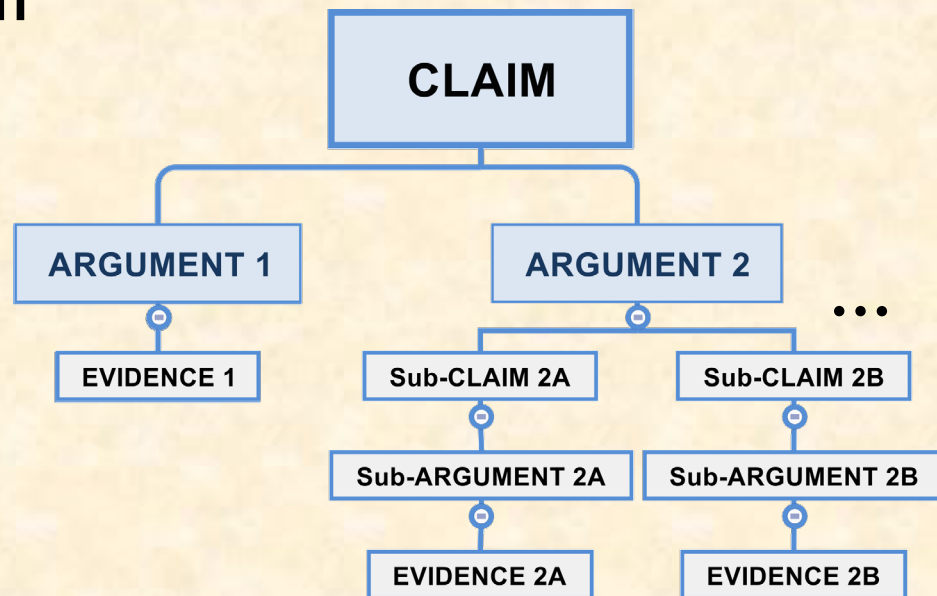 CLAIM
ARGUMENT 1
ARGUMENT 2
...
EVIDENCE 1
Sub-CLAIM 2A
Sub-CLAIM 2B
Sub-ARGUMENT 2A
Sub-ARGUMENT 2B
EVIDENCE 2A
EVIDENCE 2B